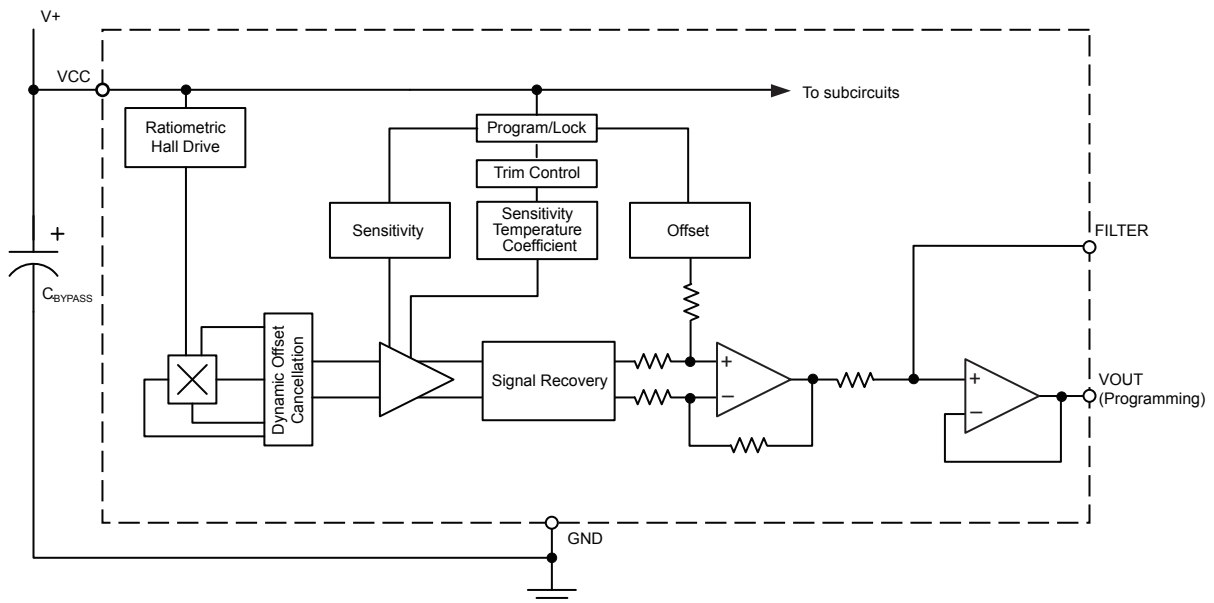 V+
VCC
To subcircuits
Ratiometric
Hall Drive
Program/Lock
Trim Control
Sensitivity
Sensitivity
Temperature
Coefficient
Offset
FILTER
+
CBYPASS
Dynamic Offset
Cancellation
Signal Recovery
+
−
+
−
VOUT
(Programming)
GND